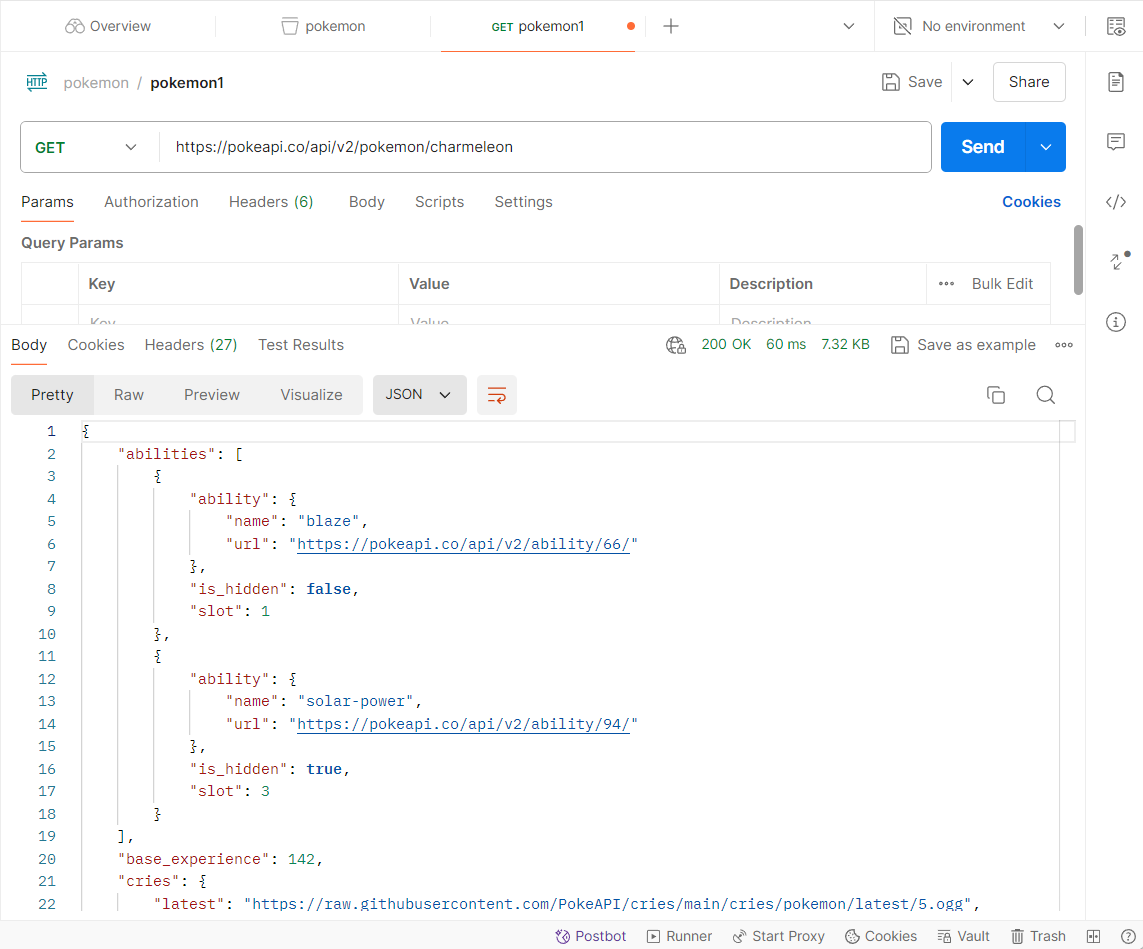 Overview pokemon GET pokemon1 No environment
HTTP pokemon / pokemon1 Save Share
GET https://pokeapi.co/api/v2/pokemon/charmeleon Send
Params Authorization Headers (6) Body Scripts Settings Cookies
Query Params
Key Value Description Bulk Edit
Key Value Description
Body Cookies Headers (27) Test Results 200 OK 60 ms 7.32 KB Save as example
Pretty Raw Preview Visualize JSON
1 {
2 "abilities": [
3 {
4 "ability": {
5 "name": "blaze",
6 "url": "https://pokeapi.co/api/v2/ability/66/"
7 },
8 "is_hidden": false,
9 "slot": 1
10 },
11 {
12 "ability": {
13 "name": "solar-power",
14 "url": "https://pokeapi.co/api/v2/ability/94/"
15 },
16 "is_hidden": true,
17 "slot": 3
18 }
19 ],
20 "base_experience": 142,
21 "cries": {
22 "latest": "https://raw.githubusercontent.com/PokeAPI/cries/main/cries/pokemon/latest/5.ogg",
Postbot Runner Start Proxy Cookies Vault Trash